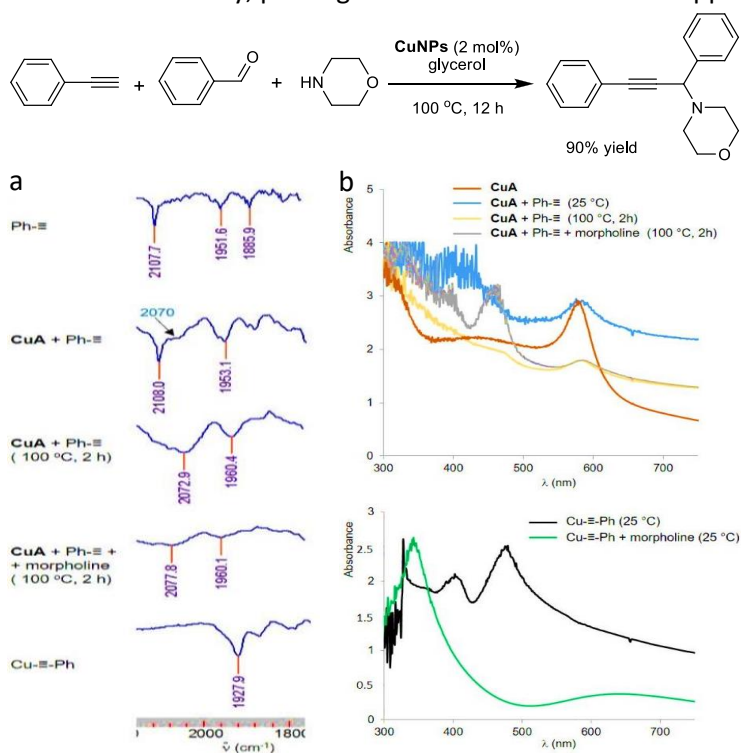 CuNPs (2 mol%)
glycerol
100 °C, 12 h
O
HN
O
N
O
90% yield
a
Ph-≡
2107.7
1951.6
1885.9
2070
CuA + Ph-≡
2108.0
1953.1
CuA + Ph-≡
( 100 °C, 2 h)
2072.9
1960.4
CuA + Ph-≡ +
+ morpholine
( 100 °C, 2 h)
2077.8
1960.1
Cu-≡-Ph
1927.9
2000 1800
ν̃ (cm⁻¹)
b
CuA
CuA + Ph-≡ (25 °C)
CuA + Ph-≡ (100 °C, 2h)
CuA + Ph-≡ + morpholine (100 °C, 2h)
Absorbance
5
4
3
2
1
0
300 400 500 600 700
λ (nm)
Cu-≡-Ph (25 °C)
Cu-≡-Ph + morpholine (25 °C)
Absorbance
3
2.5
2
1.5
1
0.5
0
300 400 500 600 700
λ (nm)